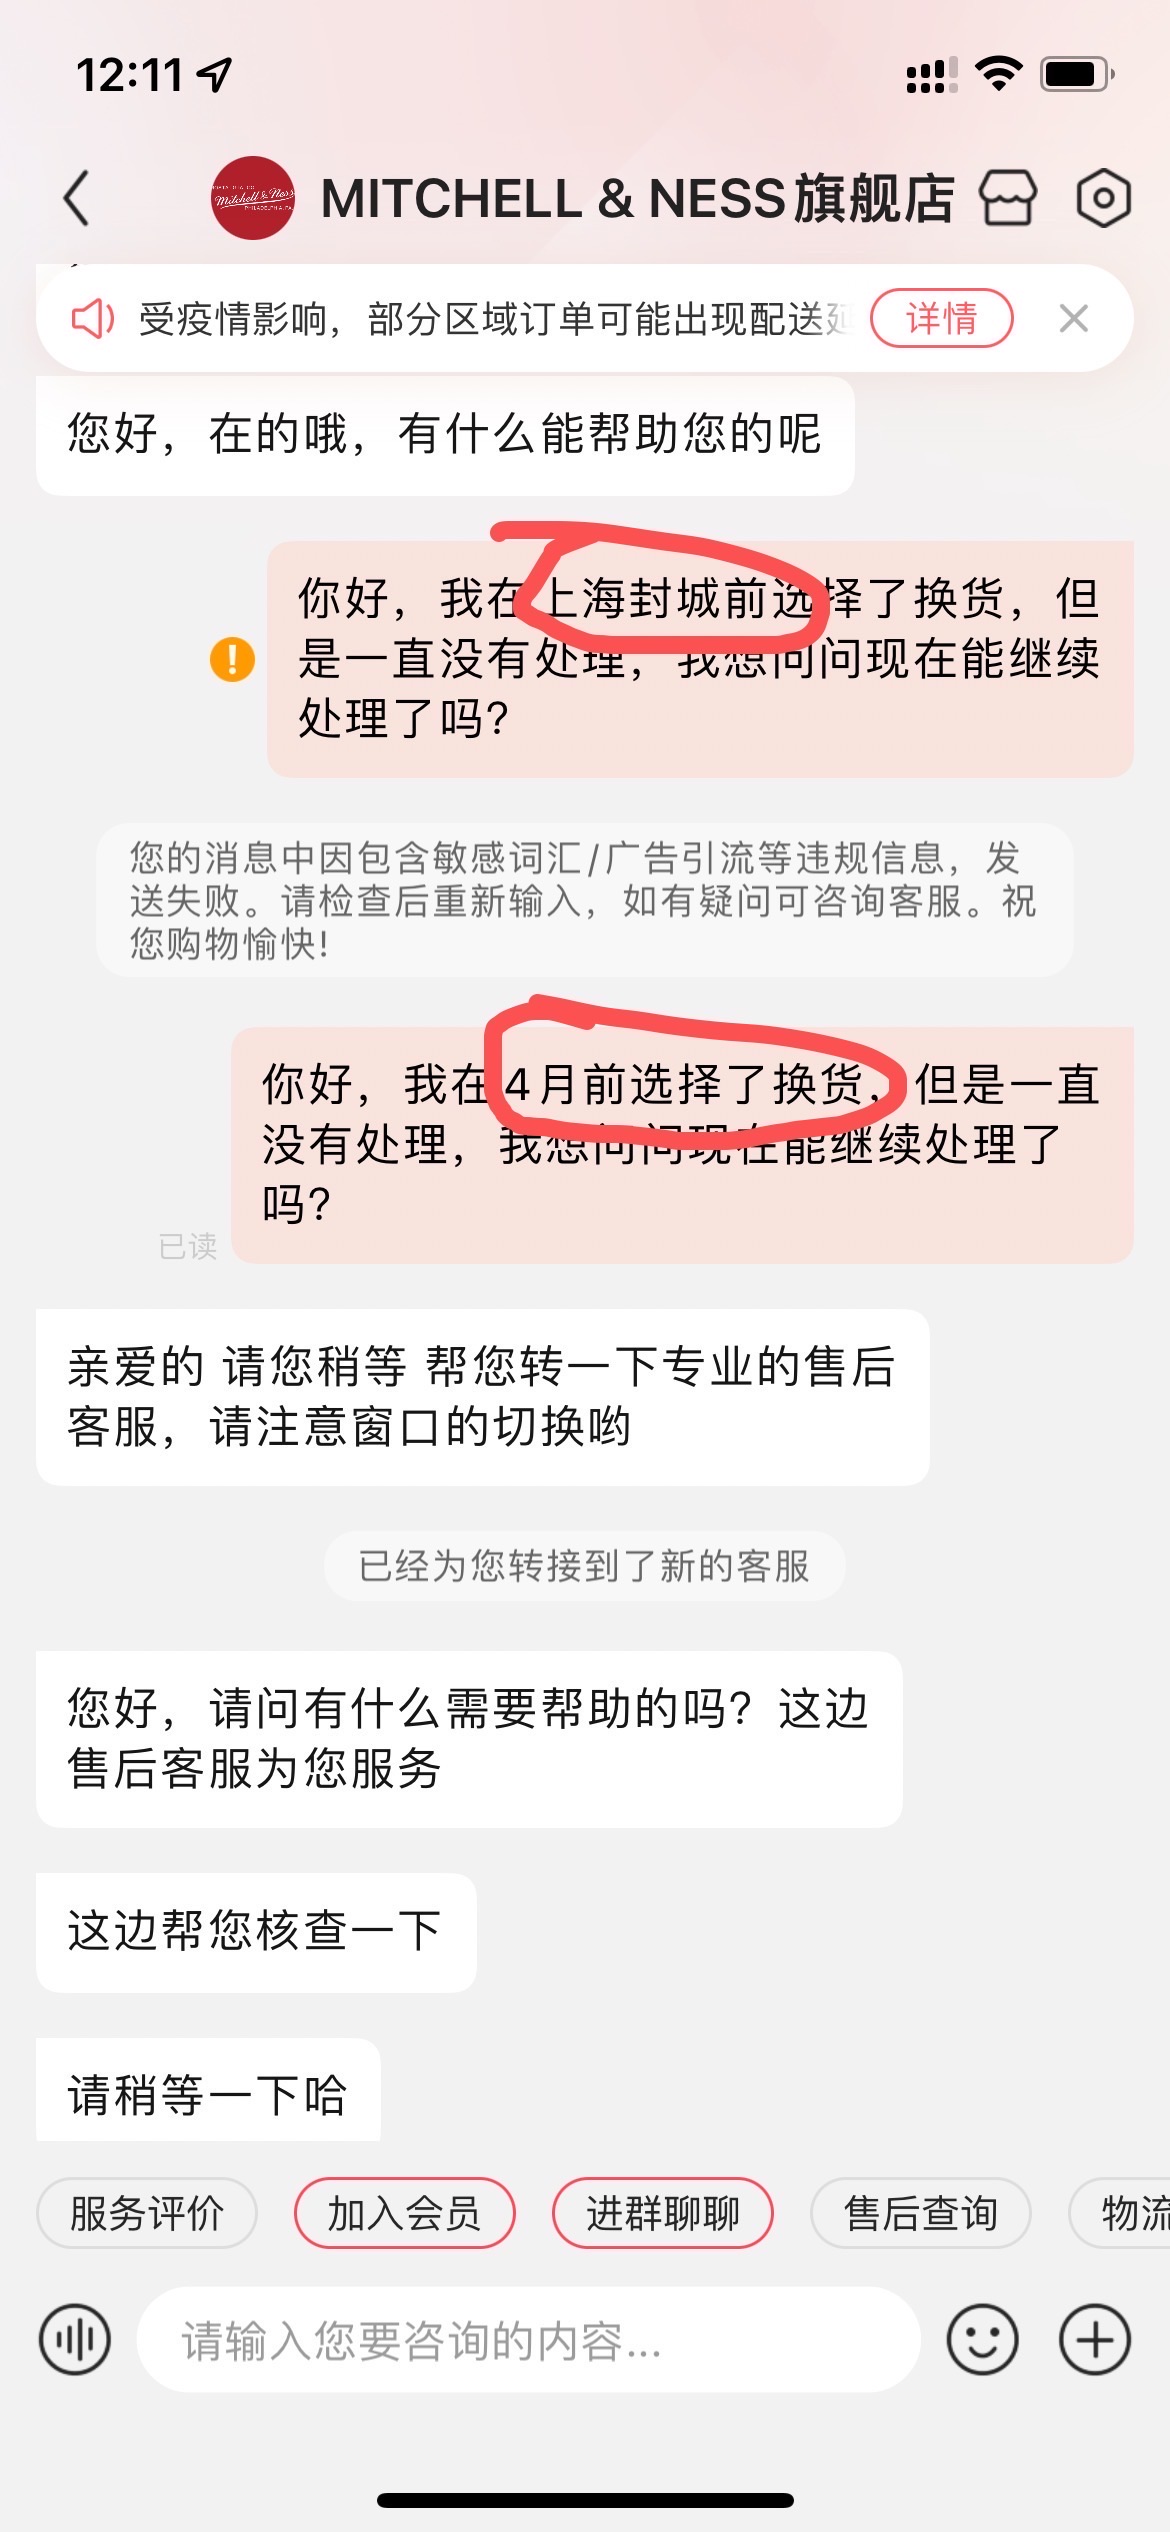 12:11
MITCHELL & NESS旗舰店
Mitchell & Ness
受疫情影响，部分区域订单可能出现配送延
详情
您好，在的哦，有什么能帮助您的呢
你好，我在上海封城前选择了换货，但
是一直没有处理，我想问问现在能继续
处理了吗？
您的消息中因包含敏感词汇/广告引流等违规信息，发
送失败。请检查后重新输入，如有疑问可咨询客服。祝
您购物愉快！
你好，我在4月前选择了换货，但是一直
没有处理，我想问问现在能继续处理了
吗？
已读
亲爱的 请您稍等 帮您转一下专业的售后
客服，请注意窗口的切换哟
已经为您转接到了新的客服
您好，请问有什么需要帮助的吗？这边
售后客服为您服务
这边帮您核查一下
请稍等一下哈
服务评价
加入会员
进群聊聊
售后查询
物流
请输入您要咨询的内容...